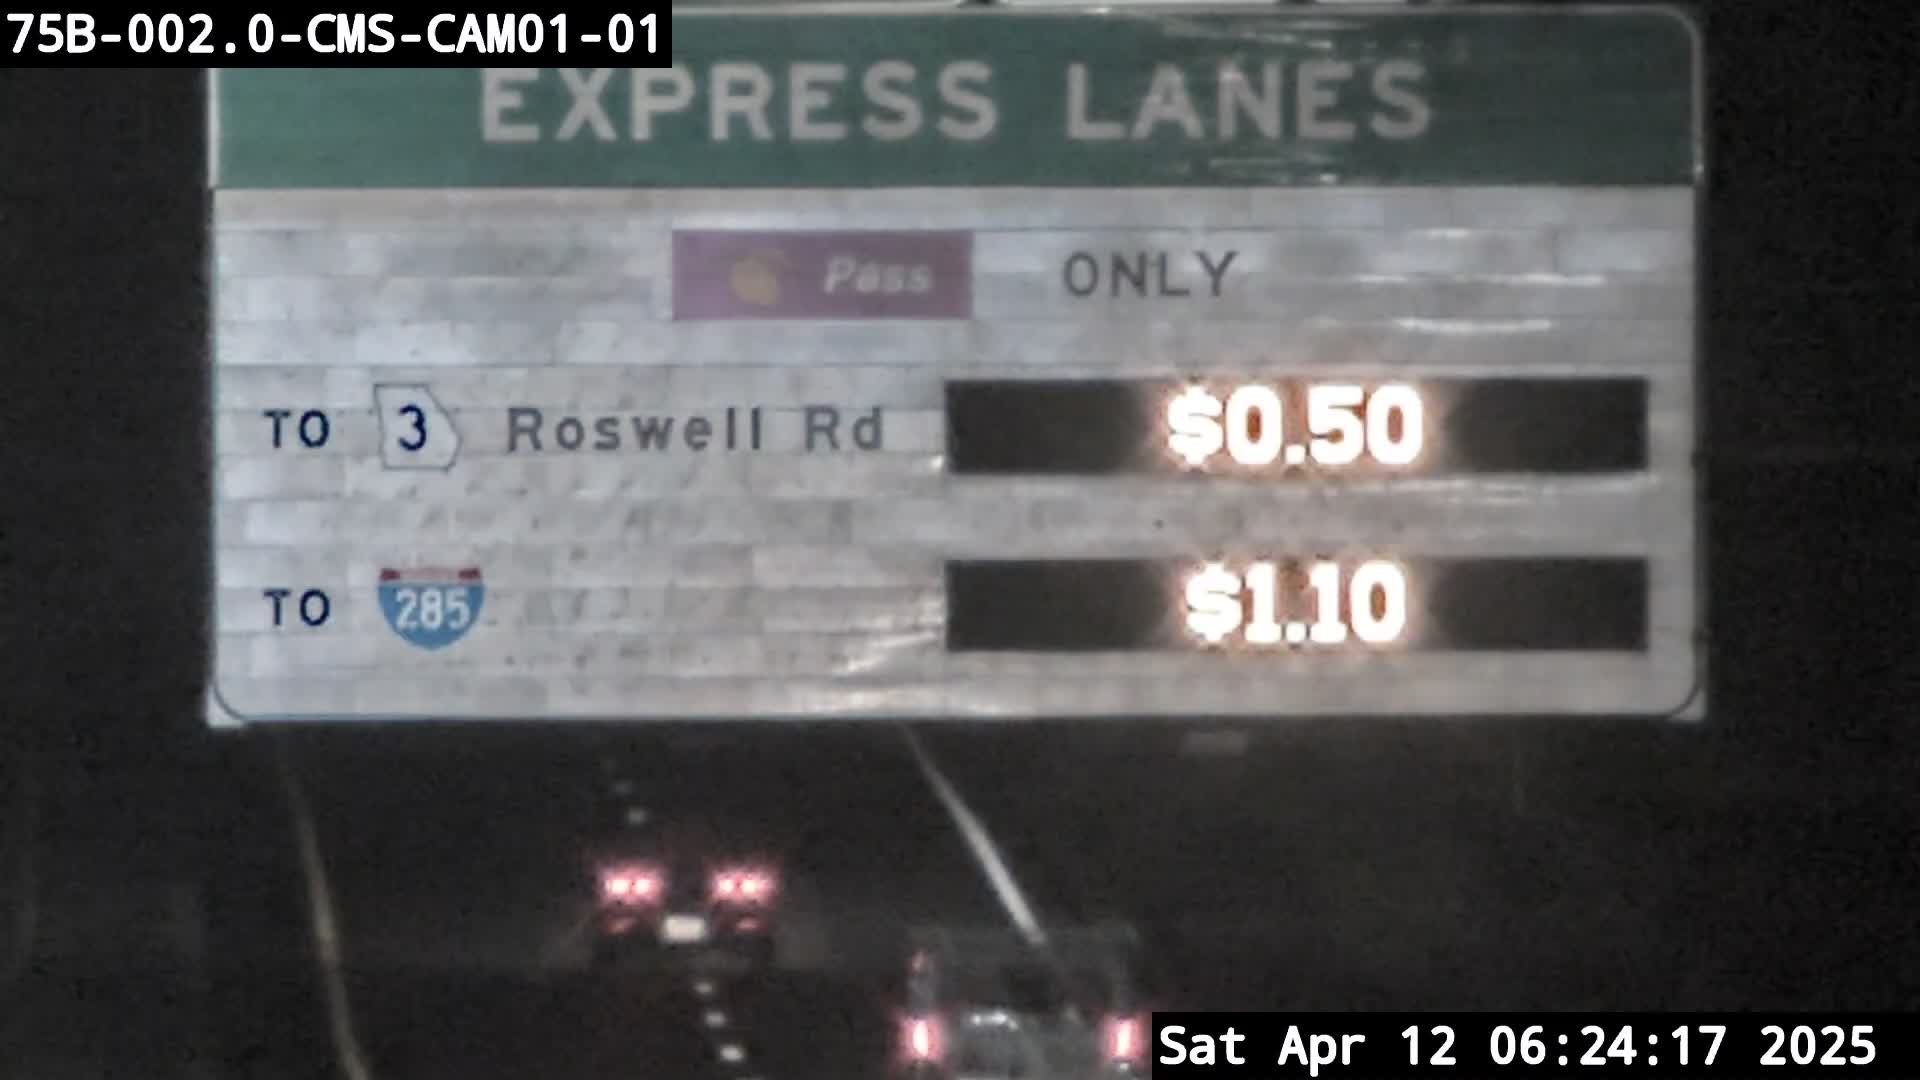 75B-002.0-CMS-CAM01-01
EXPRESS LANES
Pass ONLY
TO 3 Roswell Rd $0.50
TO 285 $1.10
Sat Apr 12 06:24:17 2025